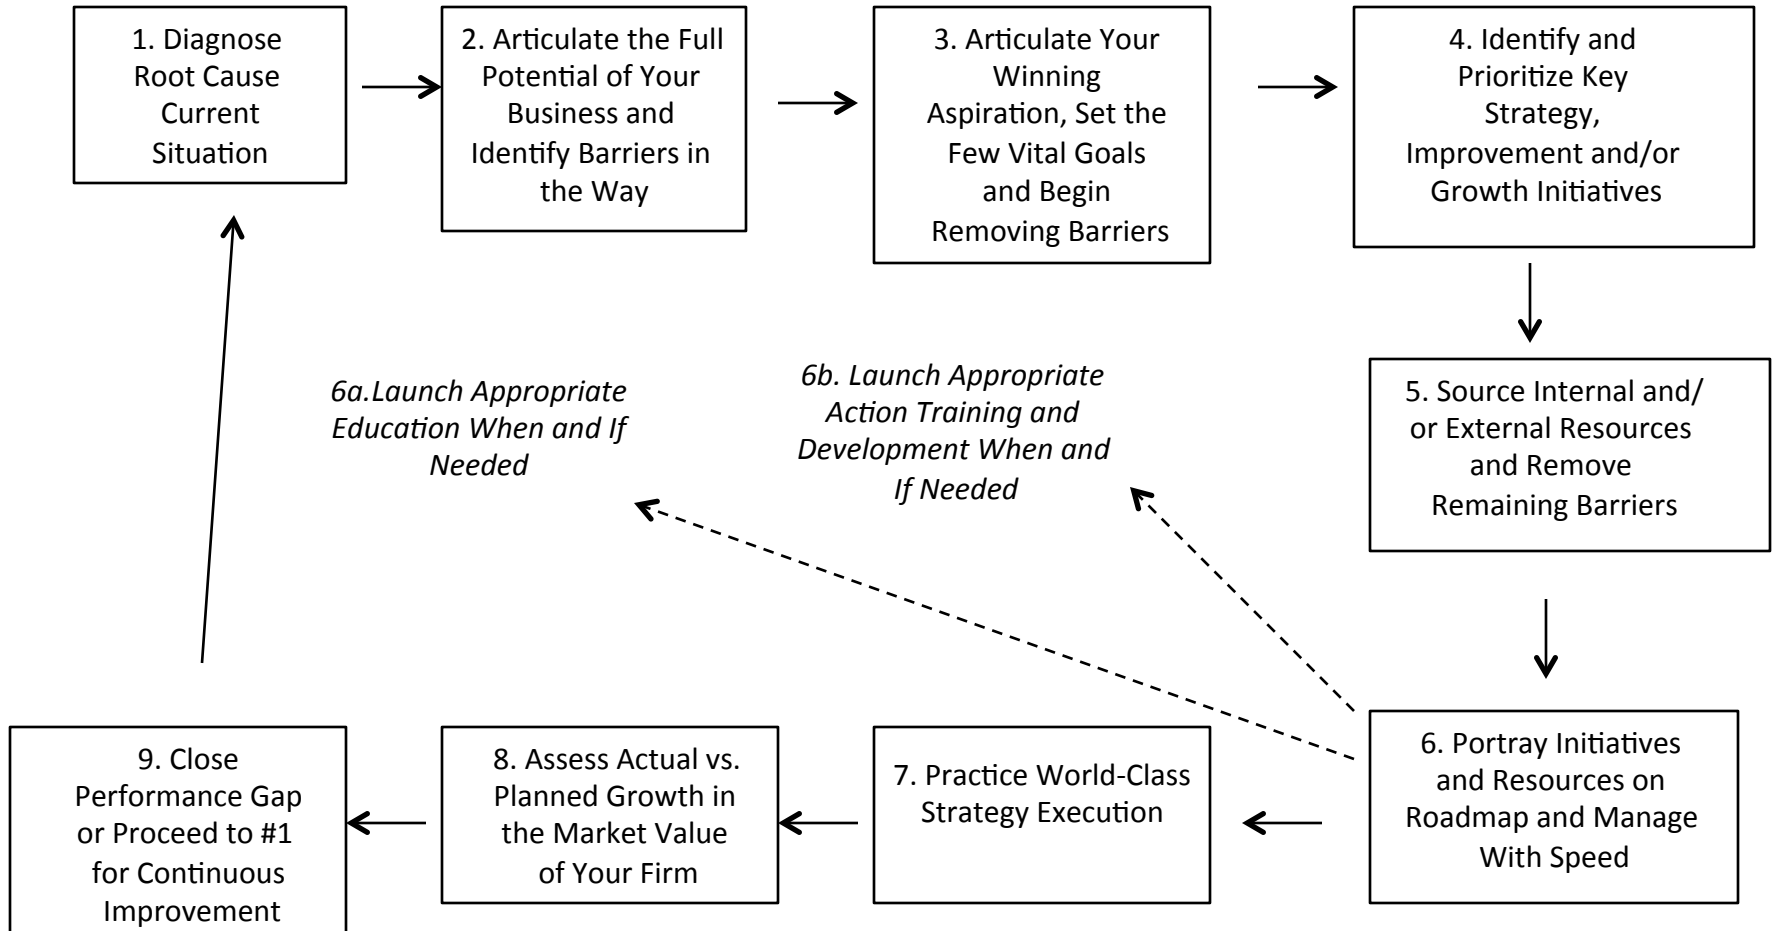 1. Diagnose
Root Cause
Current
Situation
2. Articulate the Full
Potential of Your
Business and
Identify Barriers in
the Way
3. Articulate Your
Winning
Aspiration, Set the
Few Vital Goals
and Begin
Removing Barriers
4. Identify and
Prioritize Key
Strategy,
Improvement and/or
Growth Initiatives
5. Source Internal and/
or External Resources
and Remove
Remaining Barriers
6a.Launch Appropriate
Education When and If
Needed
6b. Launch Appropriate
Action Training and
Development When and
If Needed
6. Portray Initiatives
and Resources on
Roadmap and Manage
With Speed
7. Practice World-Class
Strategy Execution
8. Assess Actual vs.
Planned Growth in
the Market Value
of Your Firm
9. Close
Performance Gap
or Proceed to #1
for Continuous
Improvement